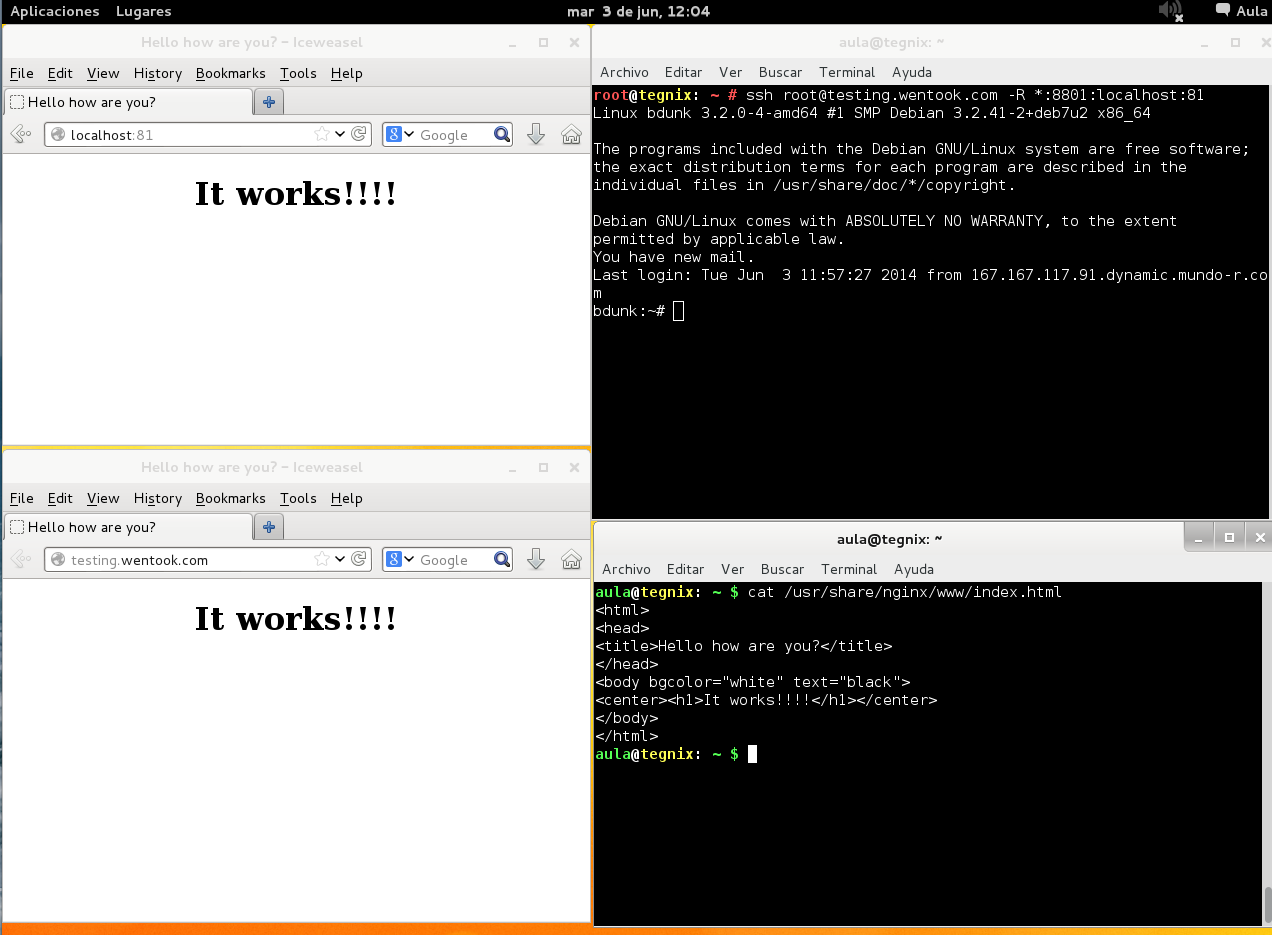 Aplicaciones Lugares mar 3 de jun, 12:04 Aula
Hello how are you? - Iceweasel
File Edit View History Bookmarks Tools Help
Hello how are you?
localhost:81 Google
It works!!!!
aula@tegnix: ~
Archivo Editar Ver Buscar Terminal Ayuda
root@tegnix: ~ # ssh root@testing.wentook.com -R *:8801:localhost:81
Linux bdunk 3.2.0-4-amd64 #1 SMP Debian 3.2.41-2+deb7u2 x86_64
The programs included with the Debian GNU/Linux system are free software;
the exact distribution terms for each program are described in the
individual files in /usr/share/doc/*/copyright.
Debian GNU/Linux comes with ABSOLUTELY NO WARRANTY, to the extent
permitted by applicable law.
You have new mail.
Last login: Tue Jun  3 11:57:27 2014 from 167.167.117.91.dynamic.mundo-r.co
m
bdunk:~#
Hello how are you? - Iceweasel
File Edit View History Bookmarks Tools Help
Hello how are you?
testing.wentook.com Google
It works!!!!
aula@tegnix: ~
Archivo Editar Ver Buscar Terminal Ayuda
aula@tegnix: ~ $ cat /usr/share/nginx/www/index.html
<html>
<head>
<title>Hello how are you?</title>
</head>
<body bgcolor="white" text="black">
<center><h1>It works!!!!</h1></center>
</body>
</html>
aula@tegnix: ~ $